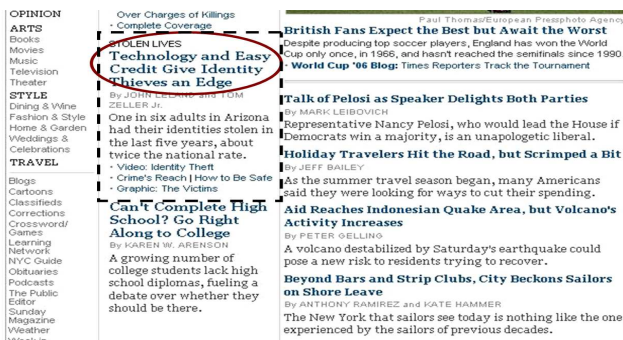 OPINION
ARTS
Books
Movies
Music
Television
Theater
STYLE
Dining & Wine
Fashion & Style
Home & Garden
Weddings &
Celebrations
TRAVEL
Blogs
Cartoons
Classifieds
Corrections
Crossword/
Games
Learning
Network
NYC Guide
Obituaries
Podcasts
The Public
Editor
Sunday
Magazine
Weather
Over Charges of Killings
· Complete Coverage
STOLEN LIVES
Technology and Easy
Credit Give Identity
Thieves an Edge
By JOHN LELAND and TOM
ZELLER Jr.
One in six adults in Arizona
had their identities stolen in
the last five years, about
twice the national rate.
· Video: Identity Theft
· Crime's Reach | How to Be Safe
· Graphic: The Victims
Can't Complete High
School? Go Right
Along to College
By KAREN W. ARENSON
A growing number of
college students lack high
school diplomas, fueling a
debate over whether they
should be there.
Paul Thomas/European Pressphoto Agency
British Fans Expect the Best but Await the Worst
Despite producing top soccer players, England has won the World
Cup only once, in 1966, and hasn't reached the semifinals since 1990.
· World Cup '06 Blog: Times Reporters Track the Tournament
Talk of Pelosi as Speaker Delights Both Parties
By MARK LEIBOVICH
Representative Nancy Pelosi, who would lead the House if
Democrats win a majority, is an unapologetic liberal.
Holiday Travelers Hit the Road, but Scrimped a Bit
By JEFF BAILEY
As the summer travel season began, many Americans
said they were looking for ways to cut their spending.
Aid Reaches Indonesian Quake Area, but Volcano's
Activity Increases
By PETER GELLING
A volcano destabilized by Saturday's earthquake could
pose a new risk to residents trying to recover.
Beyond Bars and Strip Clubs, City Beckons Sailors
on Shore Leave
By ANTHONY RAMIREZ and KATE HAMMER
The New York that sailors see today is nothing like the one
experienced by the sailors of previous decades.